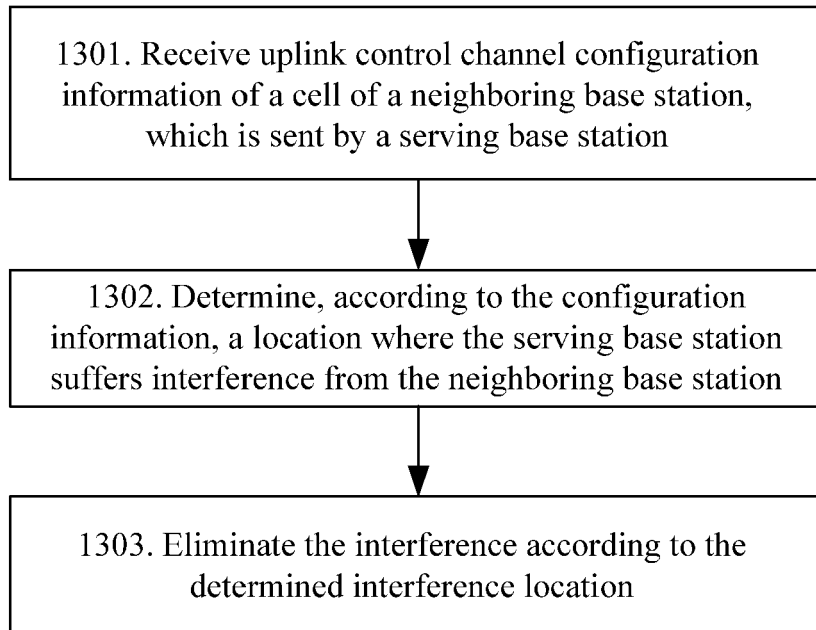 1301. Receive uplink control channel configuration
information of a cell of a neighboring base station,
which is sent by a serving base station
1302. Determine, according to the configuration
information, a location where the serving base station
suffers interference from the neighboring base station
1303. Eliminate the interference according to the
determined interference location